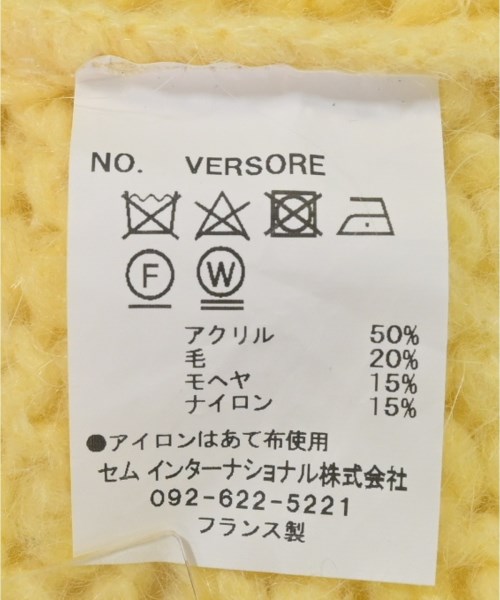 NO. VERSORE
F W
アクリル 50%
毛 20%
モヘヤ 15%
ナイロン 15%
●アイロンはあて布使用
セム インターナショナル株式会社
092-622-5221
フランス製